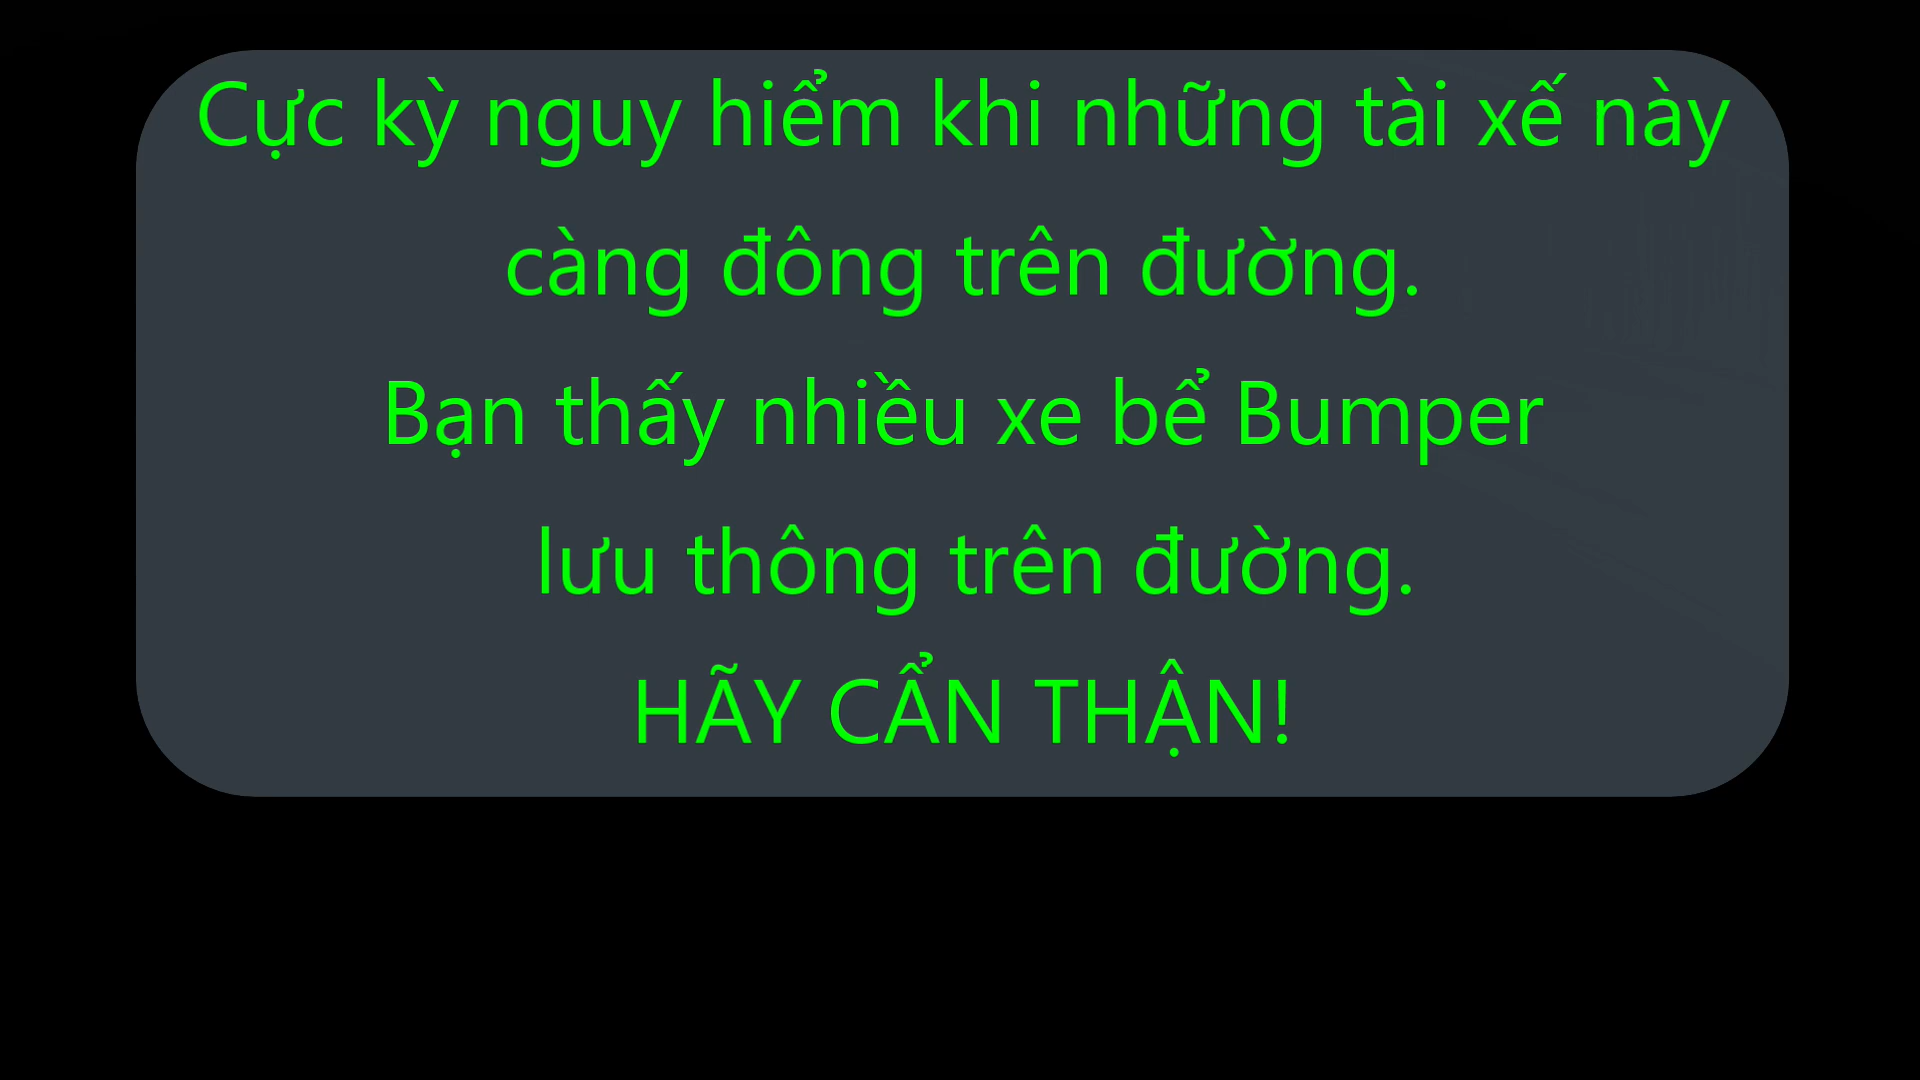 Cực kỳ nguy hiểm khi những tài xế này
càng đông trên đường.
Bạn thấy nhiều xe bể Bumper
lưu thông trên đường.
HÃY CẨN THẬN!